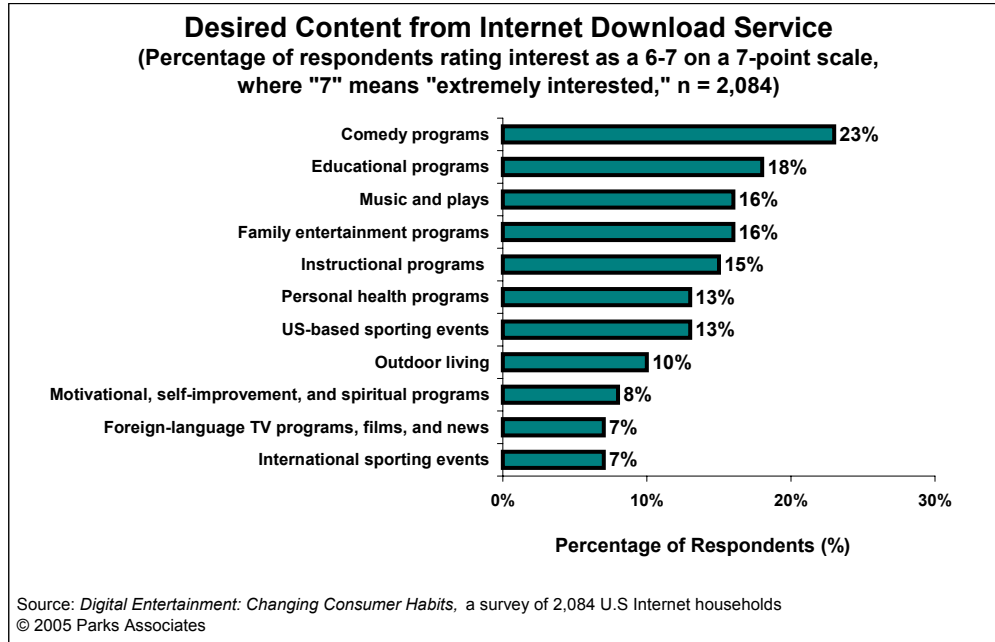 Desired Content from Internet Download Service
(Percentage of respondents rating interest as a 6-7 on a 7-point scale,
where "7" means "extremely interested," n = 2,084)
Comedy programs 23%
Educational programs 18%
Music and plays 16%
Family entertainment programs 16%
Instructional programs 15%
Personal health programs 13%
US-based sporting events 13%
Outdoor living 10%
Motivational, self-improvement, and spiritual programs 8%
Foreign-language TV programs, films, and news 7%
International sporting events 7%
0% 10% 20% 30%
Percentage of Respondents (%)
Source: Digital Entertainment: Changing Consumer Habits, a survey of 2,084 U.S Internet households
© 2005 Parks Associates